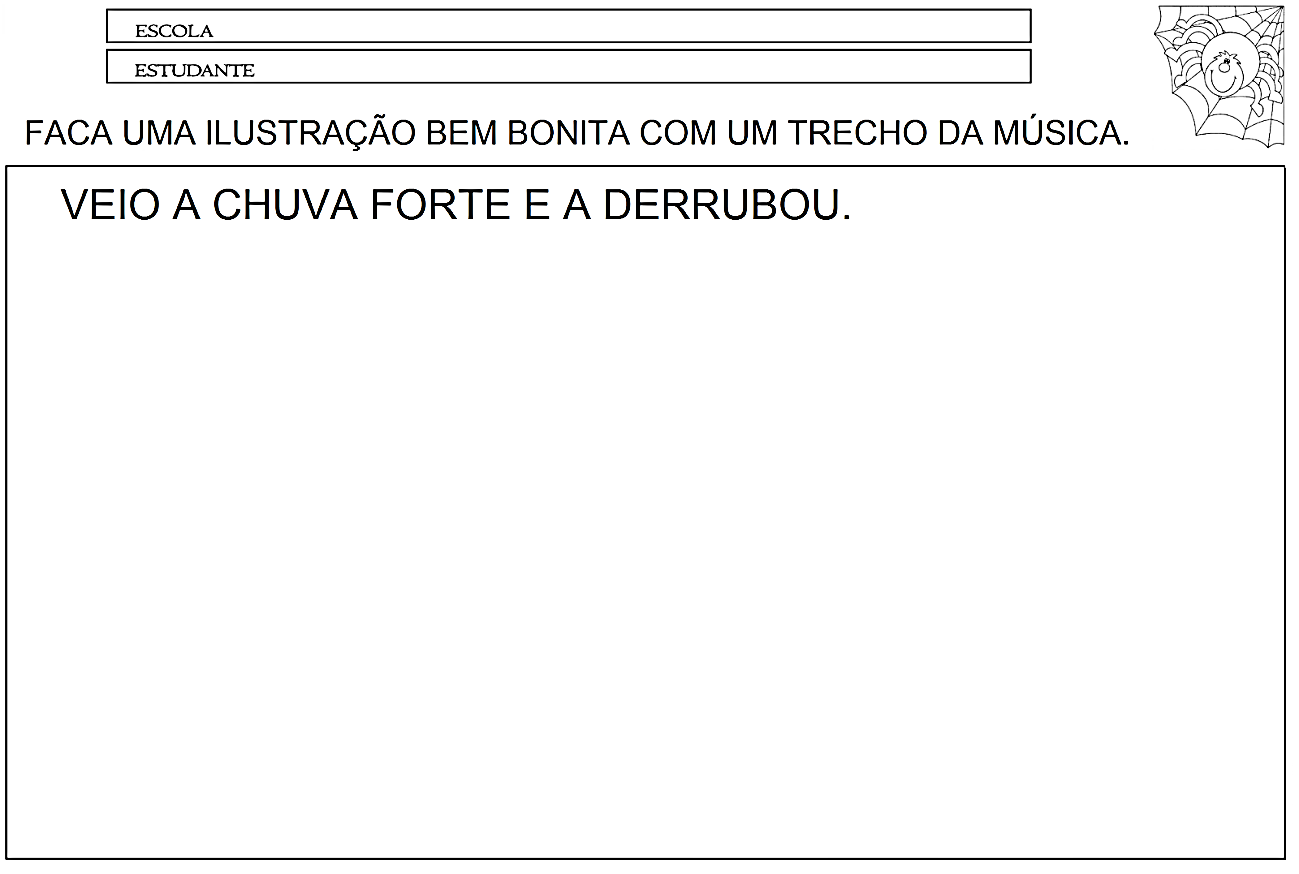 ESCOLA
ESTUDANTE
FACA UMA ILUSTRAÇÃO BEM BONITA COM UM TRECHO DA MÚSICA.
VEIO A CHUVA FORTE E A DERRUBOU.